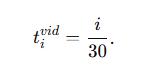 $t_i^{vid} = \frac{i}{30}.$